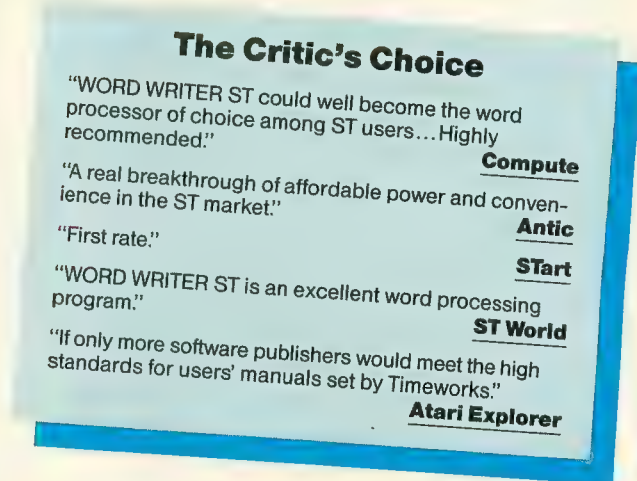 The Critic's Choice
“WORD WRITER ST could well become the word
processor of choice among ST users...Highly
recommended.”
Compute
“A real breakthrough of affordable power and conven-
ience in the ST market.”
Antic
“First rate.”
STart
“WORD WRITER ST is an excellent word processing
program.”
ST World
“If only more software publishers would meet the high
standards for users' manuals set by Timeworks.”
Atari Explorer